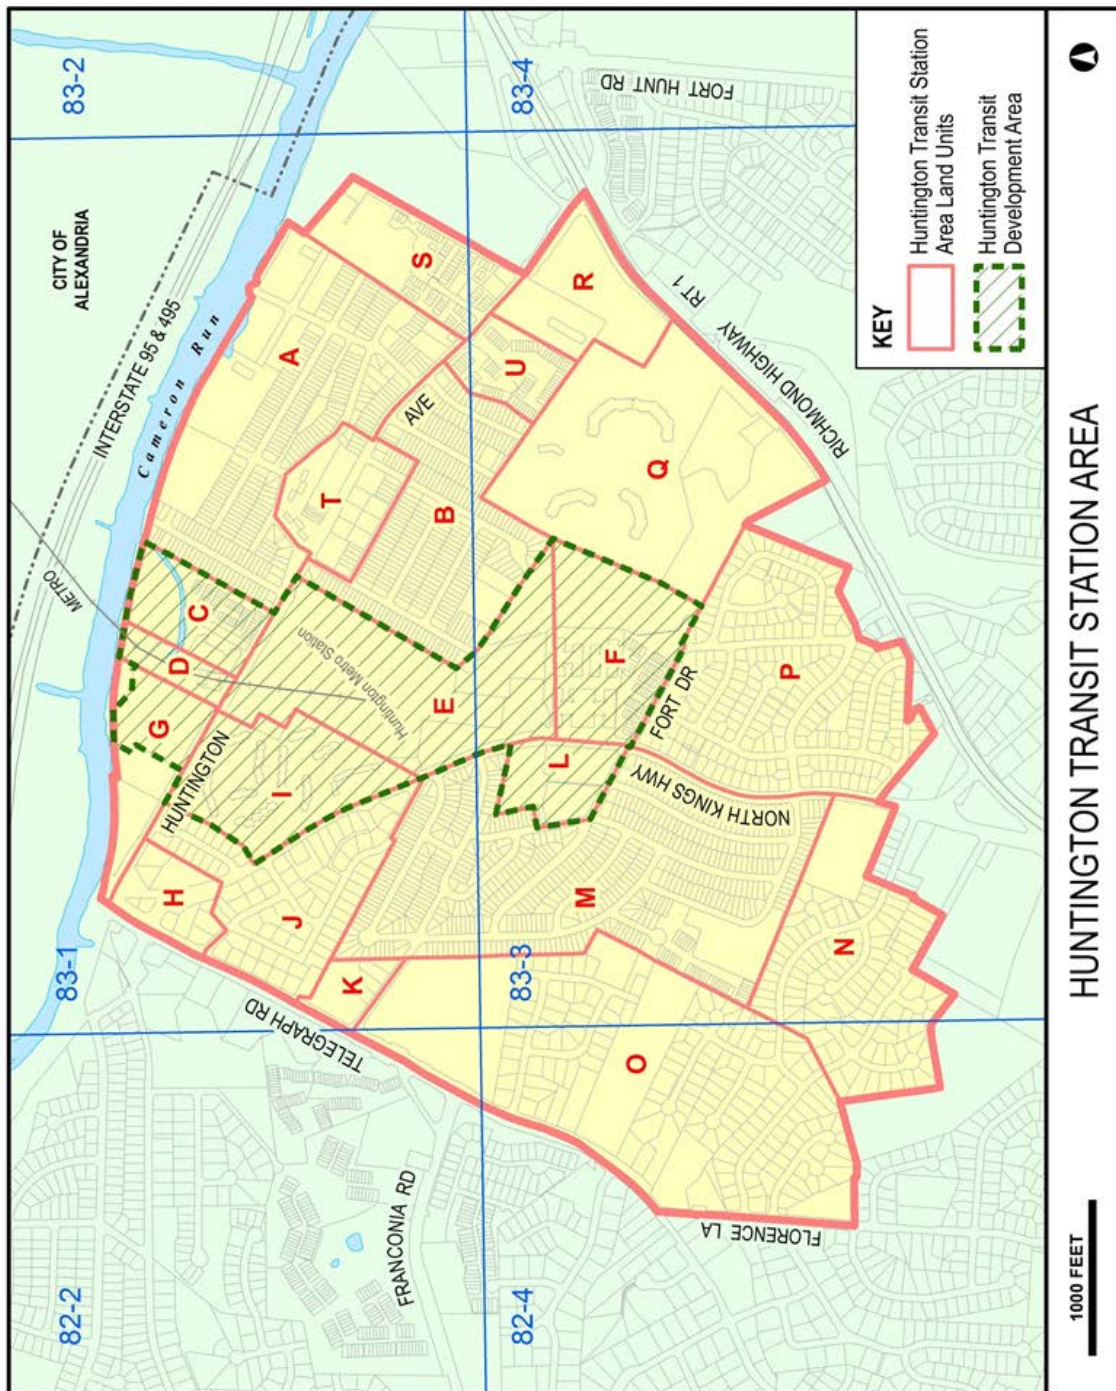 82-2
83-1
83-2
CITY OF
ALEXANDRIA
INTERSTATE 95 & 495
Cameron Run
METRO
TELEGRAPH RD
HUNTINGTON
AVE
Huntington Metro Station
H
G
D
C
A
S
I
J
T
K
E
B
U
R
FRANCONIA RD
82-4
83-3
83-4
FORT HUNT RD
L
F
Q
M
O
N
P
FORT DR
NORTH KINGS HWY
RT 1
RICHMOND HIGHWAY
FLORENCE LA
KEY
Huntington Transit Station
Area Land Units
Huntington Transit
Development Area
1000 FEET
HUNTINGTON TRANSIT STATION AREA